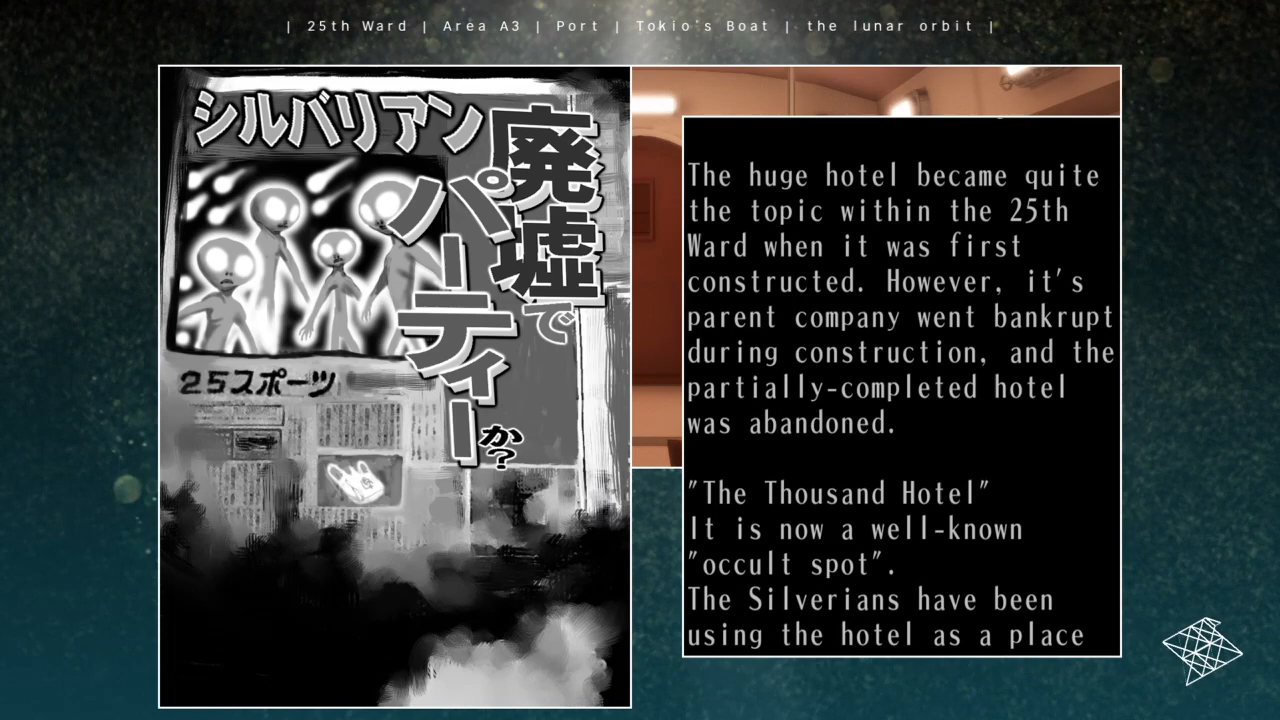 | 25th Ward | Area A3 | Port | Tokio's Boat | the lunar orbit |
シルバリアン
廃墟で
パーティーか?
25スポーツ
The huge hotel became quite
the topic within the 25th
Ward when it was first
constructed. However, it's
parent company went bankrupt
during construction, and the
partially-completed hotel
was abandoned.
"The Thousand Hotel"
It is now a well-known
"occult spot".
The Silverians have been
using the hotel as a place